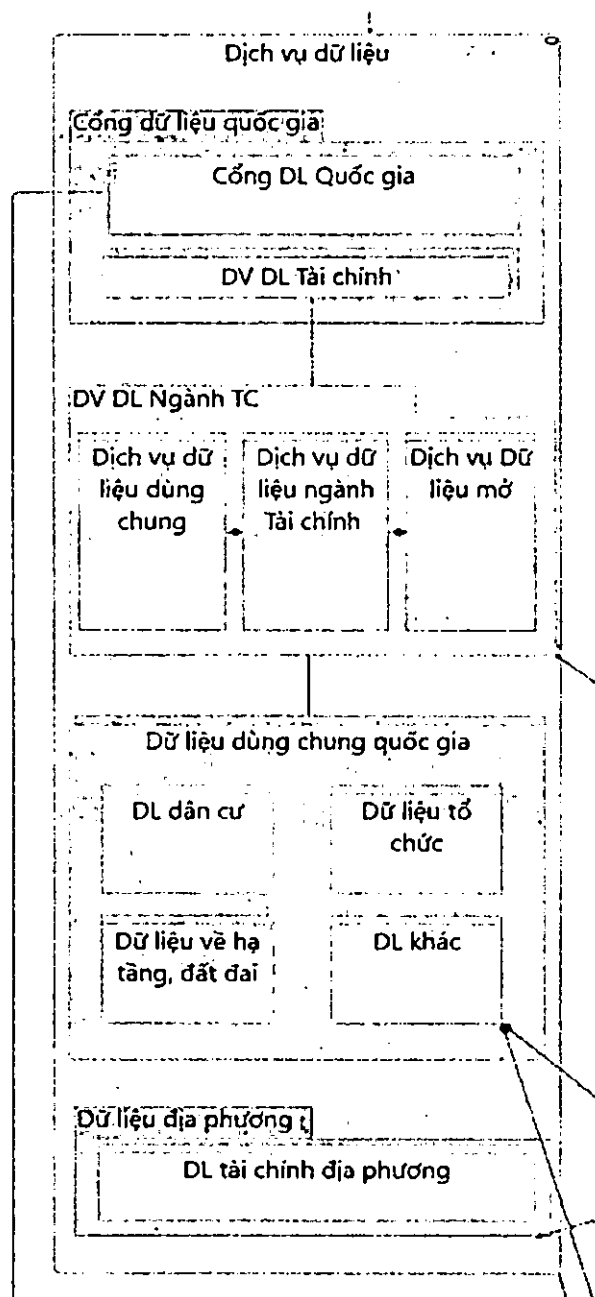 Dịch vụ dữ liệu
Cổng dữ liệu quốc gia
Cổng DL Quốc gia
DV DL Tài chính
DV DL Ngành TC
Dịch vụ dữ
liệu dùng
chung
Dịch vụ dữ
liệu ngành
Tài chính
Dịch vụ Dữ
liệu mở
Dữ liệu dùng chung quốc gia
DL dân cư
Dữ liệu tổ
chức
Dữ liệu về hạ
tầng, đất đai
DL khác
Dữ liệu địa phương t
DL tài chính địa phương